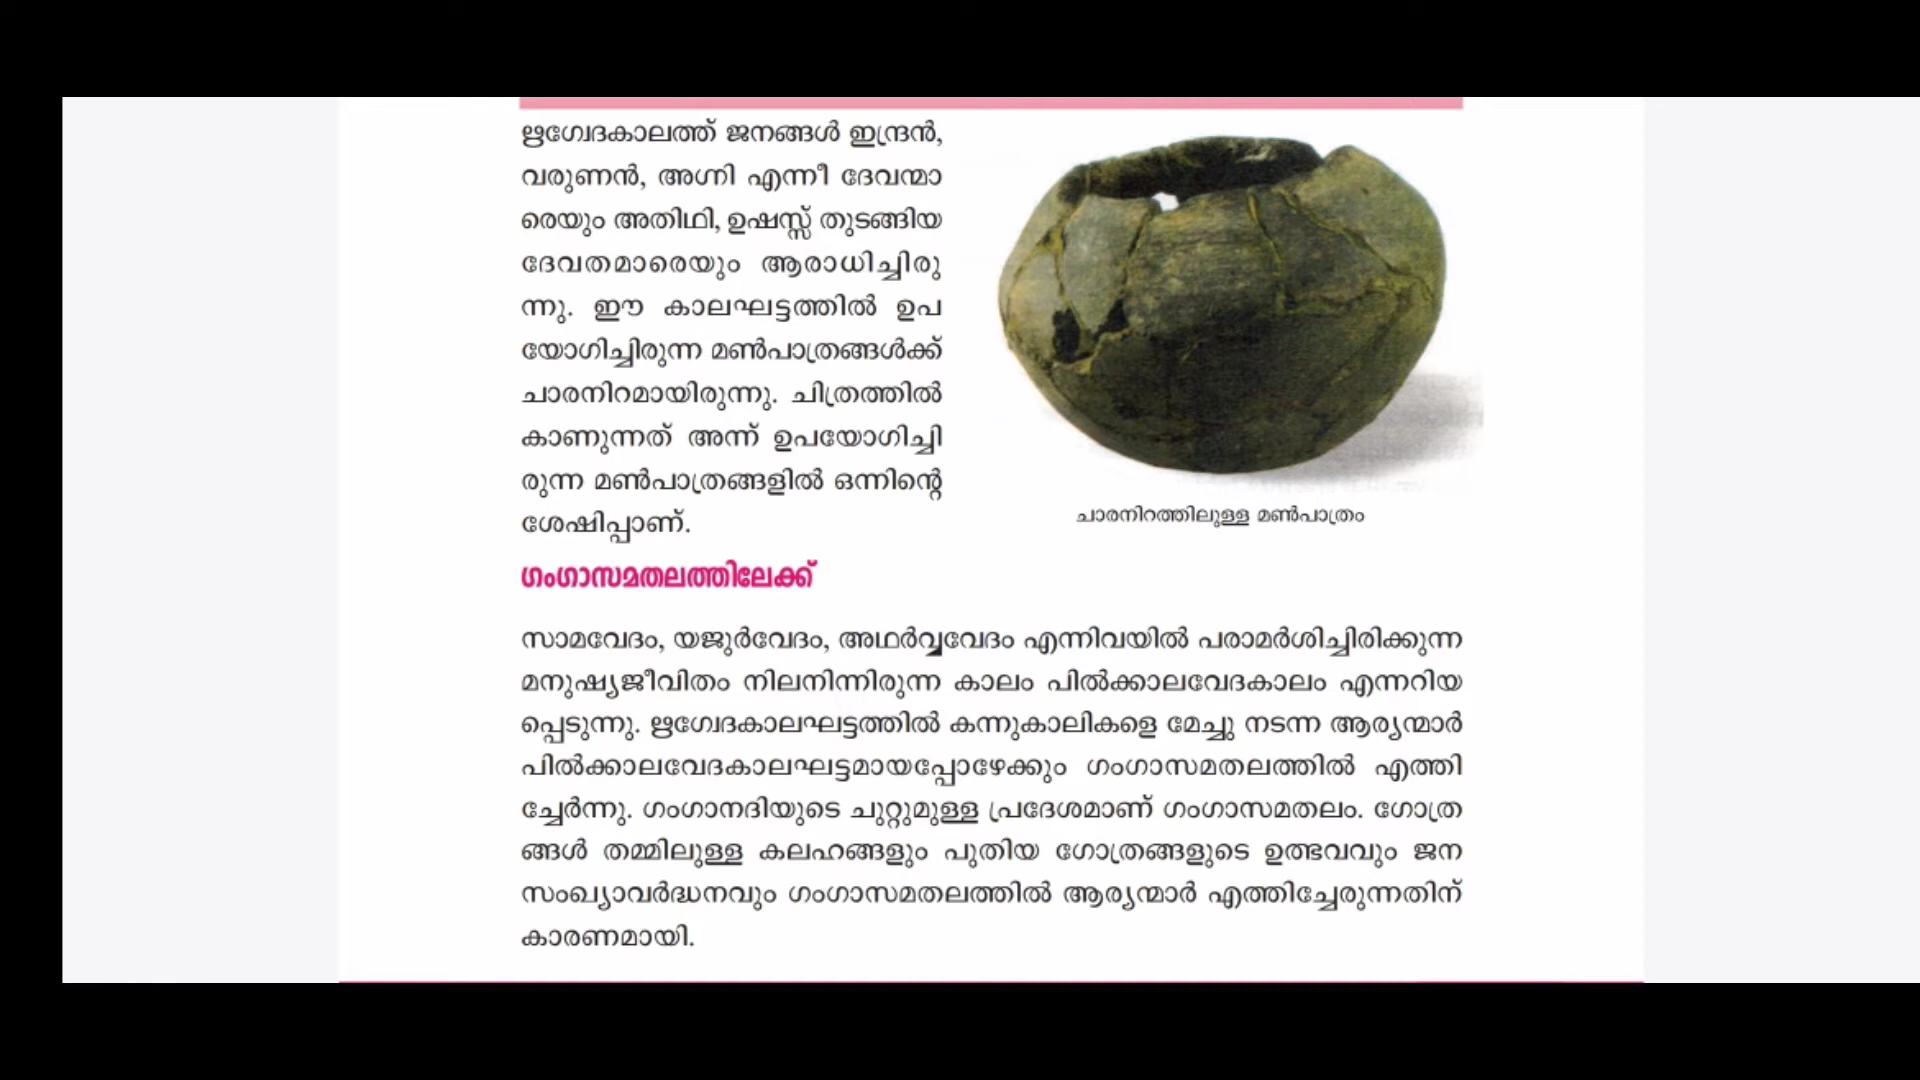 ഋഗ്വേദകാലത്ത് ജനങ്ങൾ ഇന്ദ്രൻ,
വരുണൻ, അഗ്നി എന്നീ ദേവന്മാ
രെയും അതിഥി, ഉഷസ്സ് തുടങ്ങിയ
ദേവതമാരെയും ആരാധിച്ചിരു
ന്നു. ഈ കാലഘട്ടത്തിൽ ഉപ
യോഗിച്ചിരുന്ന മൺപാത്രങ്ങൾക്ക്
ചാരനിറമായിരുന്നു. ചിത്രത്തിൽ
കാണുന്നത് അന്ന് ഉപയോഗിച്ചി
രുന്ന മൺപാത്രങ്ങളിൽ ഒന്നിന്റെ
ശേഷിപ്പാണ്.
ചാരനിറത്തിലുള്ള മൺപാത്രം
ഗംഗാസമതലത്തിലേക്ക്
സാമവേദം, യജുർവേദം, അഥർവ്വവേദം എന്നിവയിൽ പരാമർശിച്ചിരിക്കുന്ന
മനുഷ്യജീവിതം നിലനിന്നിരുന്ന കാലം പിൽക്കാലവേദകാലം എന്നറിയ
പ്പെടുന്നു. ഋഗ്വേദകാലഘട്ടത്തിൽ കന്നുകാലികളെ മേച്ചു നടന്ന ആര്യന്മാർ
പിൽക്കാലവേദകാലഘട്ടമായപ്പോഴേക്കും ഗംഗാസമതലത്തിൽ എത്തി
ച്ചേർന്നു. ഗംഗാനദിയുടെ ചുറ്റുമുള്ള പ്രദേശമാണ് ഗംഗാസമതലം. ഗോത്ര
ങ്ങൾ തമ്മിലുള്ള കലഹങ്ങളും പുതിയ ഗോത്രങ്ങളുടെ ഉത്ഭവവും ജന
സംഖ്യാവർദ്ധനവും ഗംഗാസമതലത്തിൽ ആര്യന്മാർ എത്തിച്ചേരുന്നതിന്
കാരണമായി.